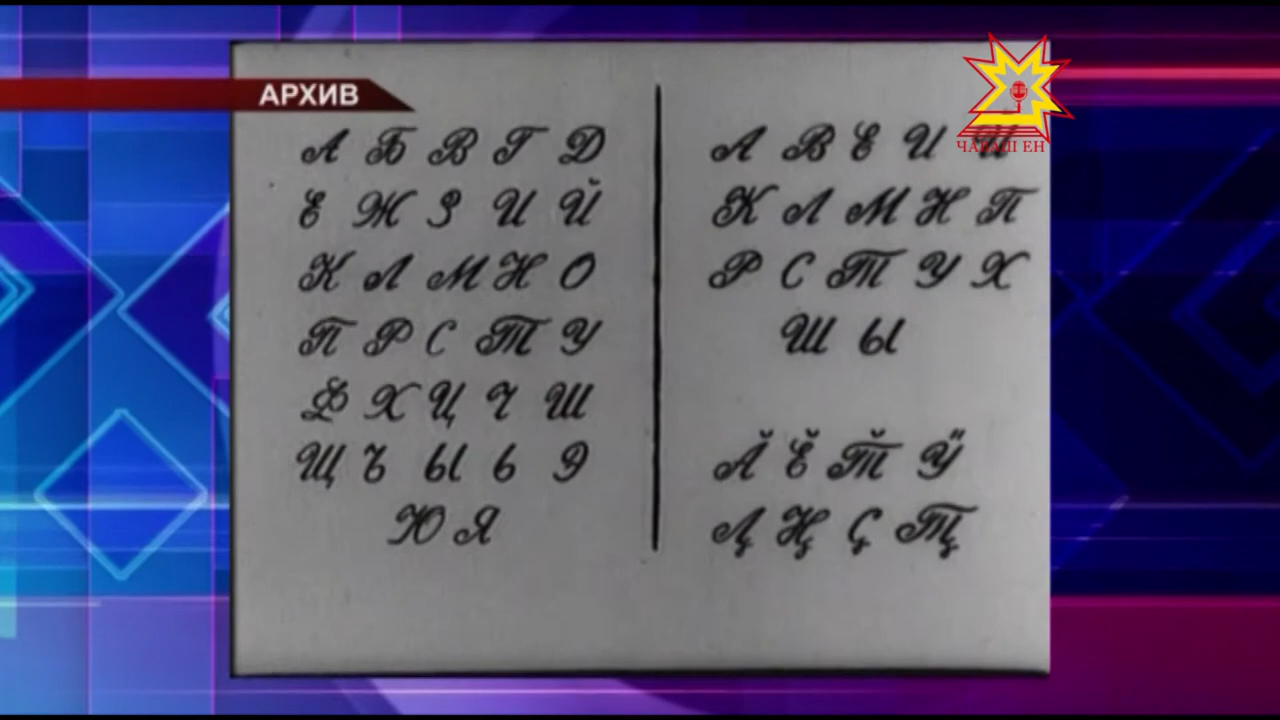 АРХИВ
А Б В Г Д
Е Ж З И Й
К Л М Н О
П Р С Т У
Ф Х Ц Ч Ш
Щ Ъ Ы Ь Э
Ю Я
А В Е И Й
К Л М Н П
Р С Т У Х
Ш Ы
Ӑ Ӗ Т̆ Ӳ
Л̡ Ң Ҫ Т̡
ЧӐВАШ ЕН